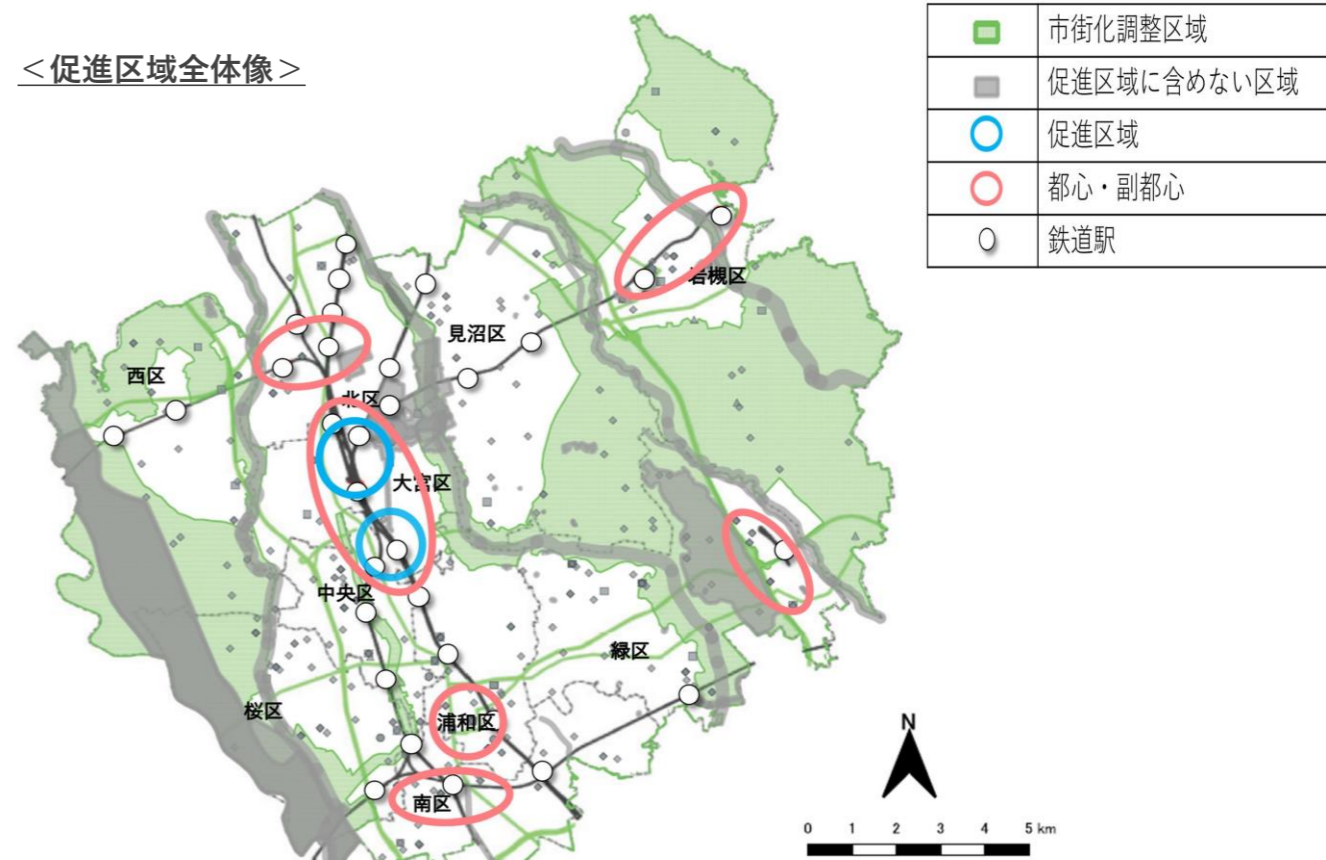 <促進区域全体像>
市街化調整区域
促進区域に含めない区域
促進区域
都心・副都心
鉄道駅
岩槻区
見沼区
西区
北区
大宮区
中央区
緑区
桜区
浦和区
南区
N
0 1 2 3 4 5 km